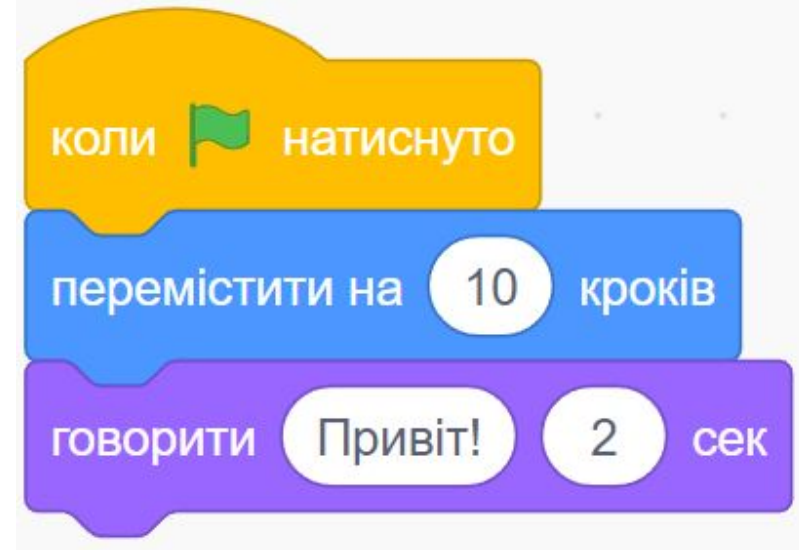 коли натиснуто
перемістити на 10 кроків
говорити Привіт! 2 сек